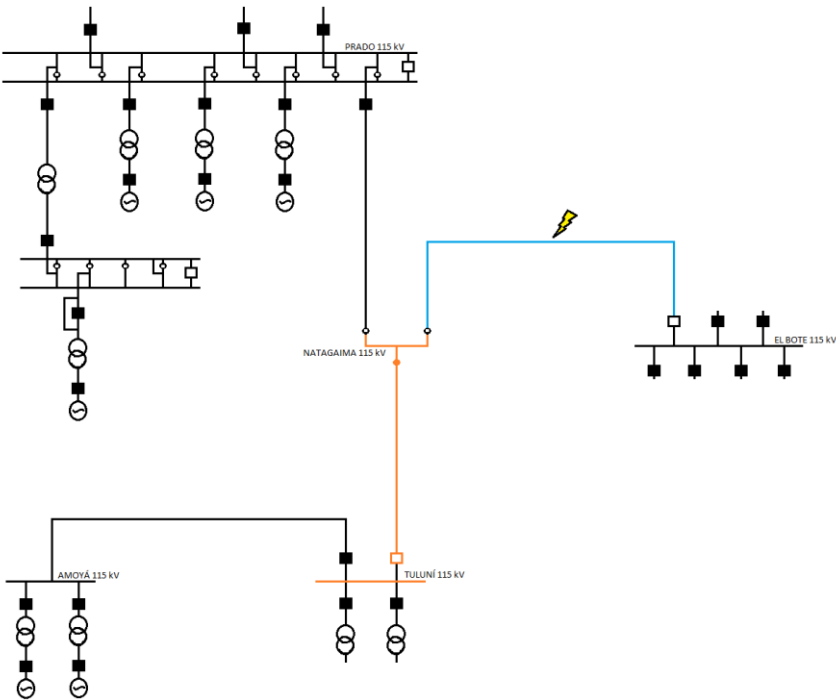 PRADO 115 kV
NATAGAIMA 115 kV
EL BOTE 115 kV
AMOYÁ 115 kV
TULUNÍ 115 kV